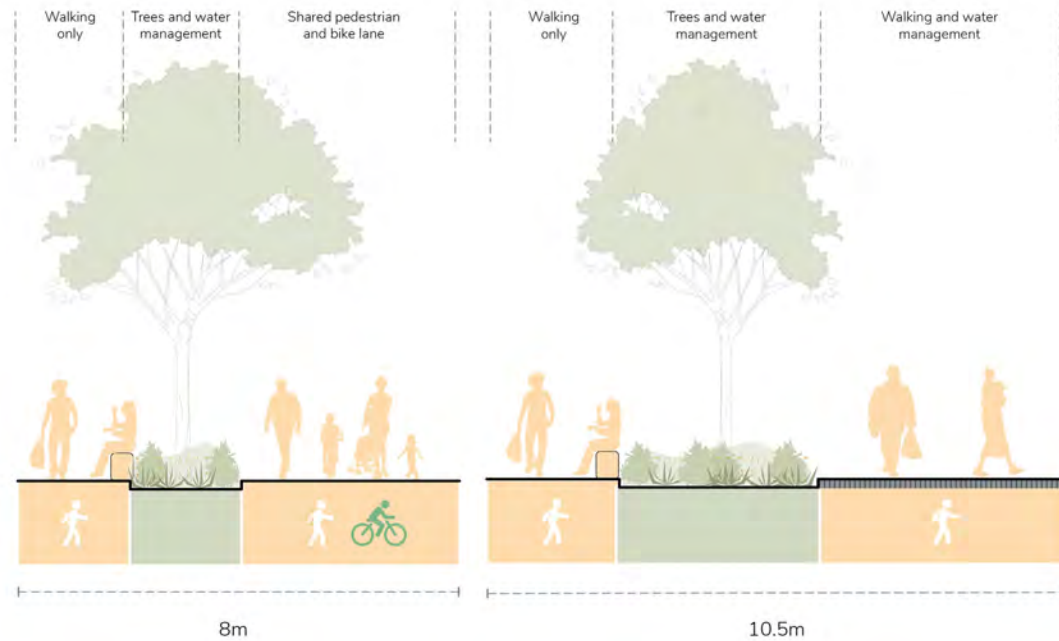 Walking
only
Trees and water
management
Shared pedestrian
and bike lane
Walking
only
Trees and water
management
Walking and water
management
8m
10.5m